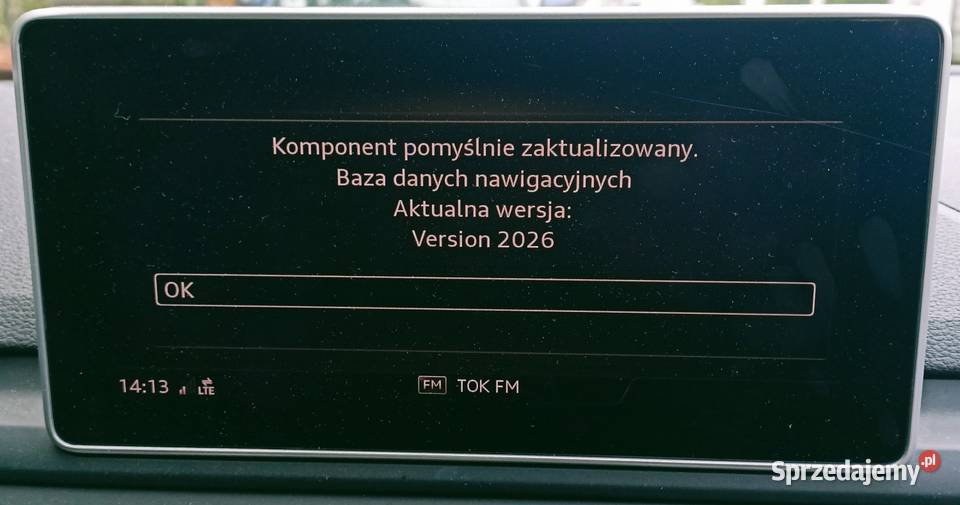 Komponent pomyślnie zaktualizowany.
Baza danych nawigacyjnych
Aktualna wersja:
Version 2026
OK
14:13 LTE FM TOK FM
Sprzedajemy.pl